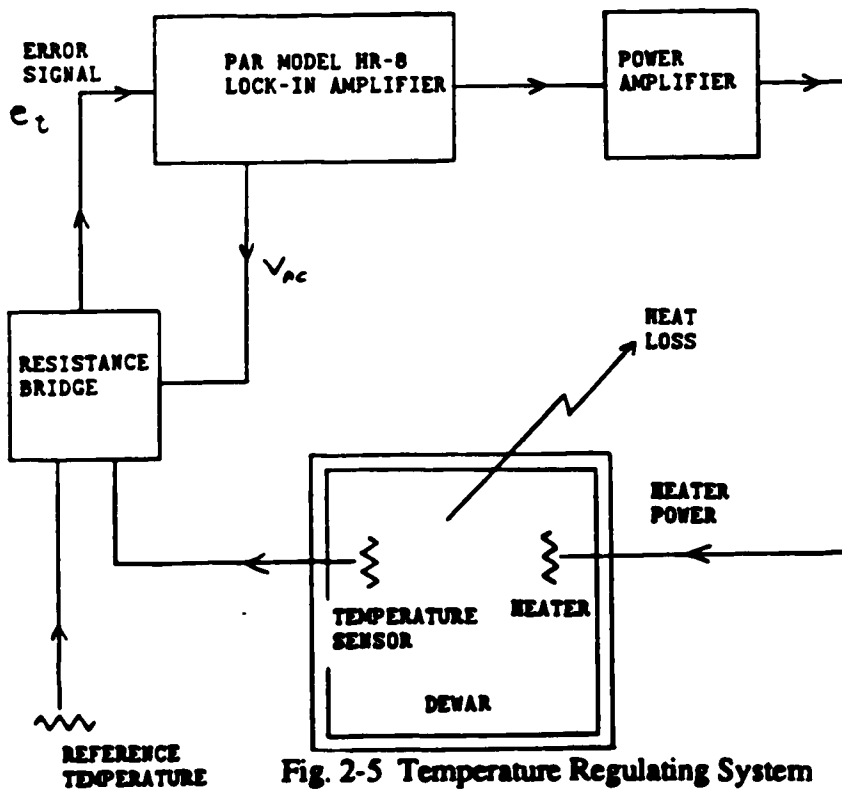 ERROR
SIGNAL
e_t
PAR MODEL HR-8
LOCK-IN AMPLIFIER
POWER
AMPLIFIER
V_AC
RESISTANCE
BRIDGE
HEAT
LOSS
HEATER
POWER
TEMPERATURE
SENSOR
HEATER
DEWAR
REFERENCE
TEMPERATURE
Fig. 2-5 Temperature Regulating System